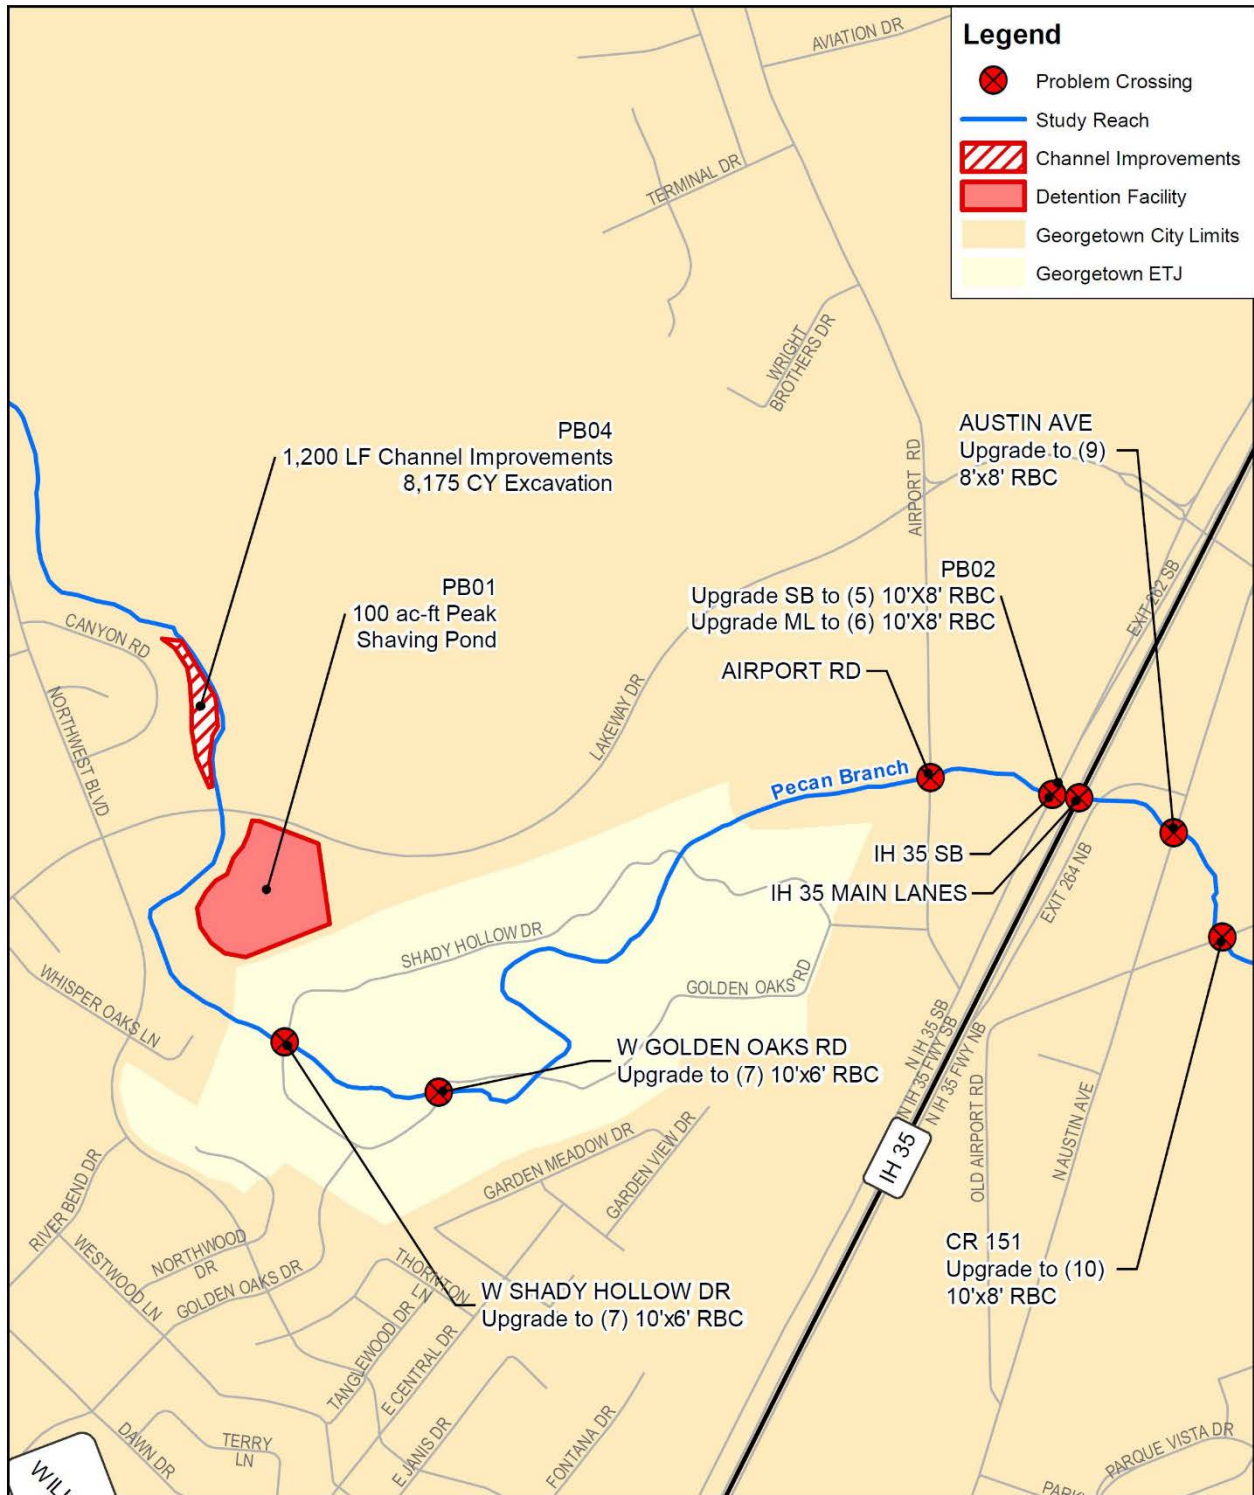 AVIATION DR
Legend
Problem Crossing
Study Reach
Channel Improvements
Detention Facility
Georgetown City Limits
Georgetown ETJ
TERMINAL DR
WRIGHT
BROTHERS DR
PB04
1,200 LF Channel Improvements
8,175 CY Excavation
AUSTIN AVE
Upgrade to (9)
8'x8' RBC
AIRPORT RD
EXIT 262 SB
PB01
100 ac-ft Peak
Shaving Pond
PB02
Upgrade SB to (5) 10'X8' RBC
Upgrade ML to (6) 10'X8' RBC
CANYON RD
NORTHWEST BLVD
LAKEWAY DR
AIRPORT RD
Pecan Branch
IH 35 SB
IH 35 MAIN LANES
EXIT 264 NB
SHADY HOLLOW DR
GOLDEN OAKS RD
WHISPER OAKS LN
N IH 35 SB
N IH 35 FWY SB
N IH 35 FWY NB
W GOLDEN OAKS RD
Upgrade to (7) 10'x6' RBC
IH 35
OLD AIRPORT RD
N AUSTIN AVE
GARDEN MEADOW DR
GARDEN VIEW DR
RIVER BEND DR
WESTWOOD LN
NORTHWOOD
DR
GOLDEN OAKS DR
THORNTON
LN
CR 151
Upgrade to (10)
10'x8' RBC
W SHADY HOLLOW DR
Upgrade to (7) 10'x6' RBC
TANGLEWOOD DR
E CENTRAL DR
DAWN DR
TERRY
LN
E JANIS DR
FONTANA DR
PARQUE VISTA DR
WILL